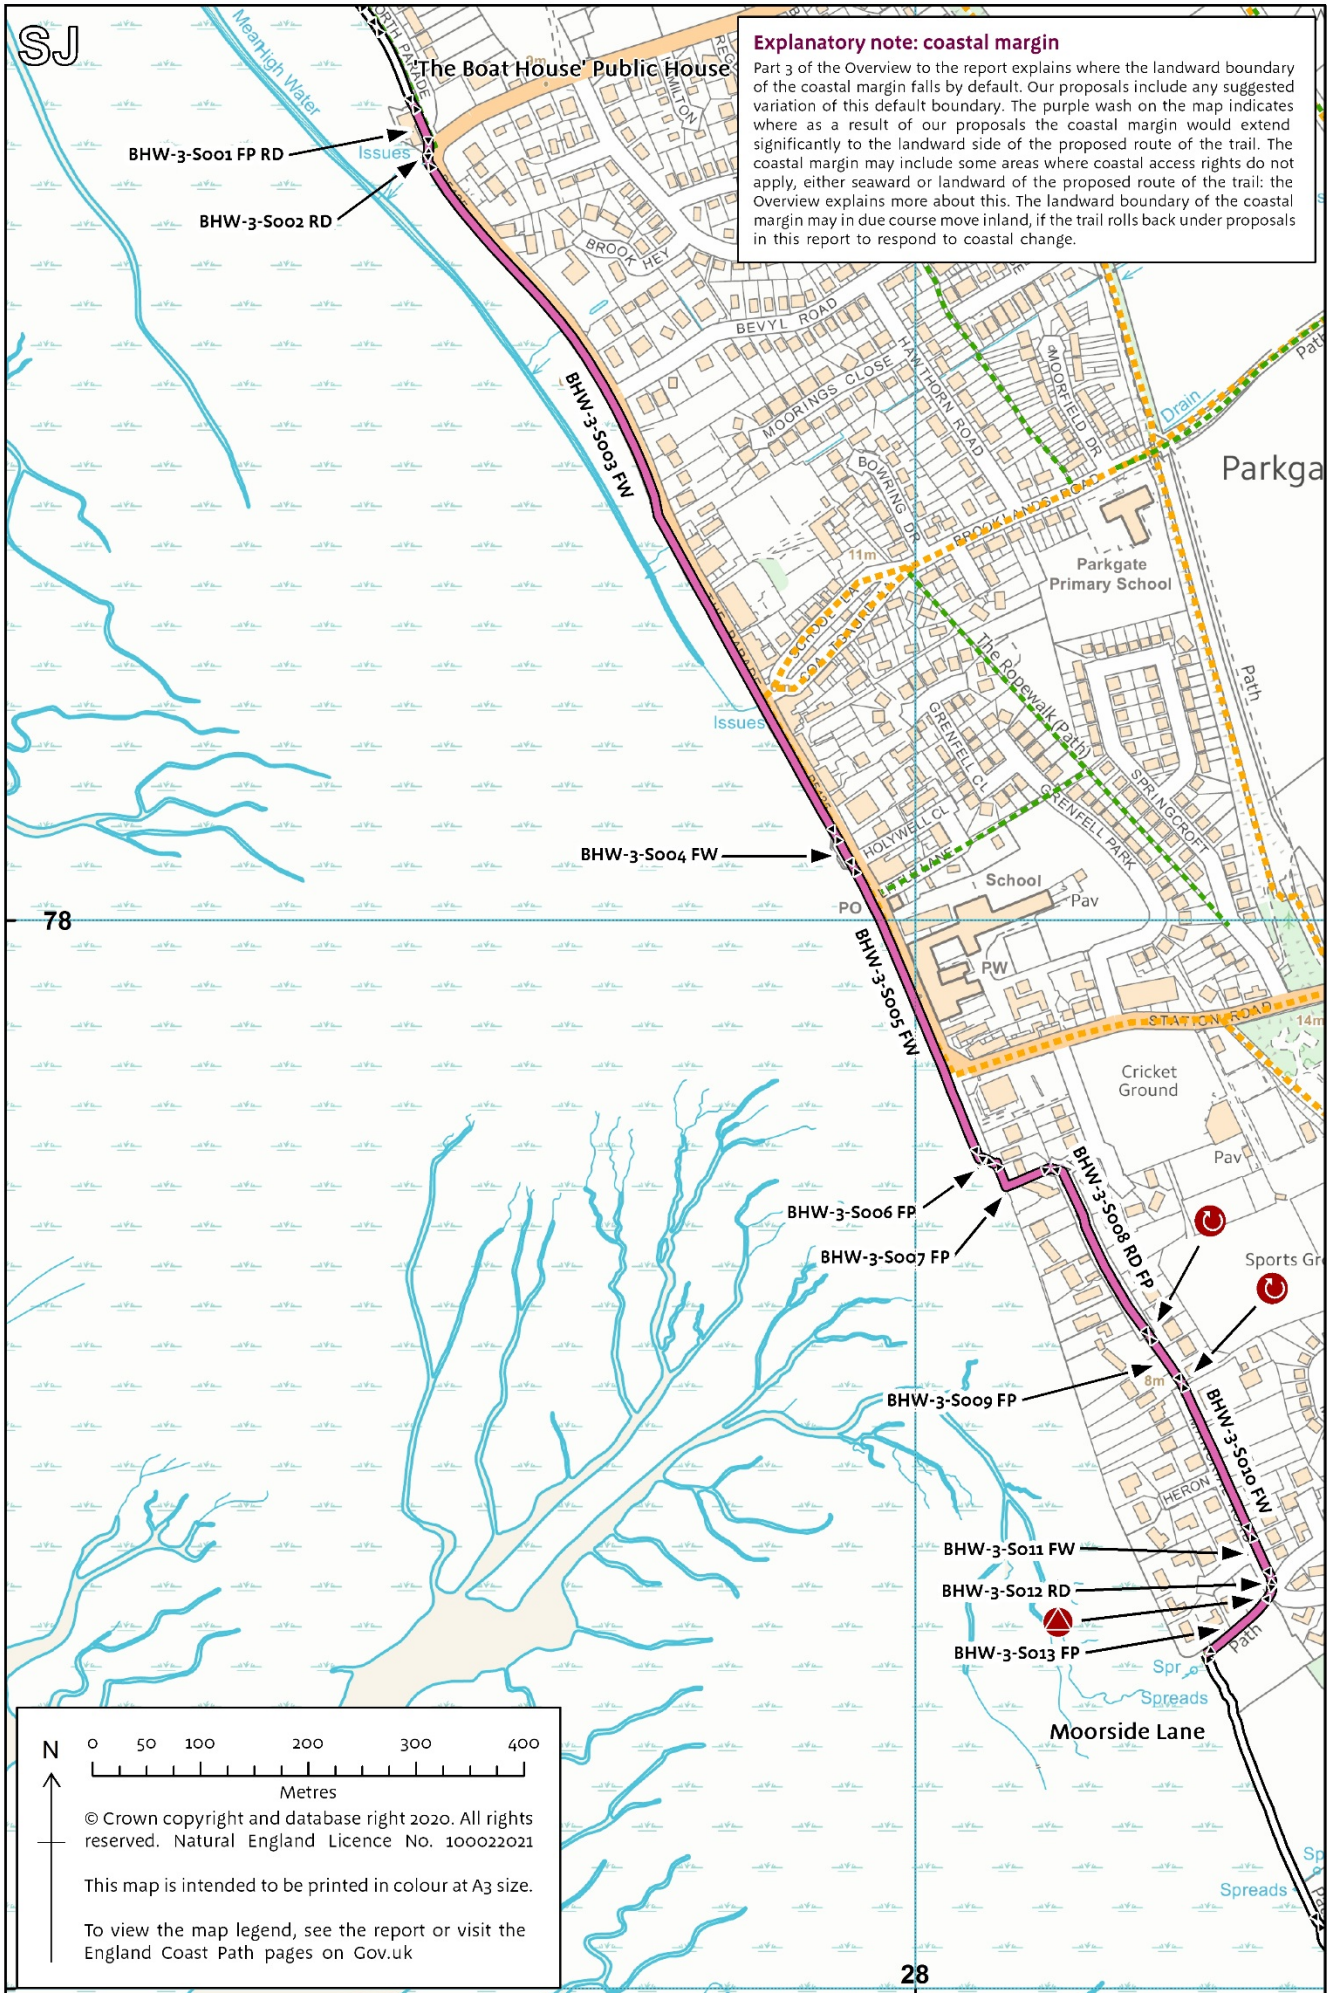 SJ
Mean High Water
NORTH PARADE
2m
'The Boat House' Public House
HAMILTON
Explanatory note: coastal margin
Part 3 of the Overview to the report explains where the landward boundary
of the coastal margin falls by default. Our proposals include any suggested
variation of this default boundary. The purple wash on the map indicates
where as a result of our proposals the coastal margin would extend
significantly to the landward side of the proposed route of the trail. The
coastal margin may include some areas where coastal access rights do not
apply, either seaward or landward of the proposed route of the trail: the
Overview explains more about this. The landward boundary of the coastal
margin may in due course move inland, if the trail rolls back under proposals
in this report to respond to coastal change.
BHW-3-S001 FP RD
Issues
BHW-3-S002 RD
BROOK HEY
BEVYL ROAD
MOORINGS CLOSE
HAWTHORN ROAD
MOORFIELD DR
Path
Drain
BHW-3-S003 FW
BOWRING DR
BROOKLANDS ROAD
Parkga
11m
Parkgate
Primary School
SCHOOL LA
COASTGUARD LA
THE PARADE
The Ropewalk (Path)
Path
Issues
GRENFELL CL
SPRINGCROFT
GRENFELL PARK
HOLYWELL CL
B5135
BHW-3-S004 FW
School
Pav
PO
78
BHW-3-S005 FW
PW
STATION ROAD
14m
Cricket
Ground
Pav
BHW-3-S006 FP
BHW-3-S007 FP
BHW-3-S008 RD FP
Sports Gr
BHW-3-S009 FP
8m
BHW-3-S010 FW
HERON
BHW-3-S011 FW
BHW-3-S012 RD
BHW-3-S013 FP
Path
Spr
Spreads
Moorside Lane
Sp
Spreads
28
N
0 50 100 200 300 400
Metres
© Crown copyright and database right 2020. All rights
reserved. Natural England Licence No. 100022021
This map is intended to be printed in colour at A3 size.
To view the map legend, see the report or visit the
England Coast Path pages on Gov.uk